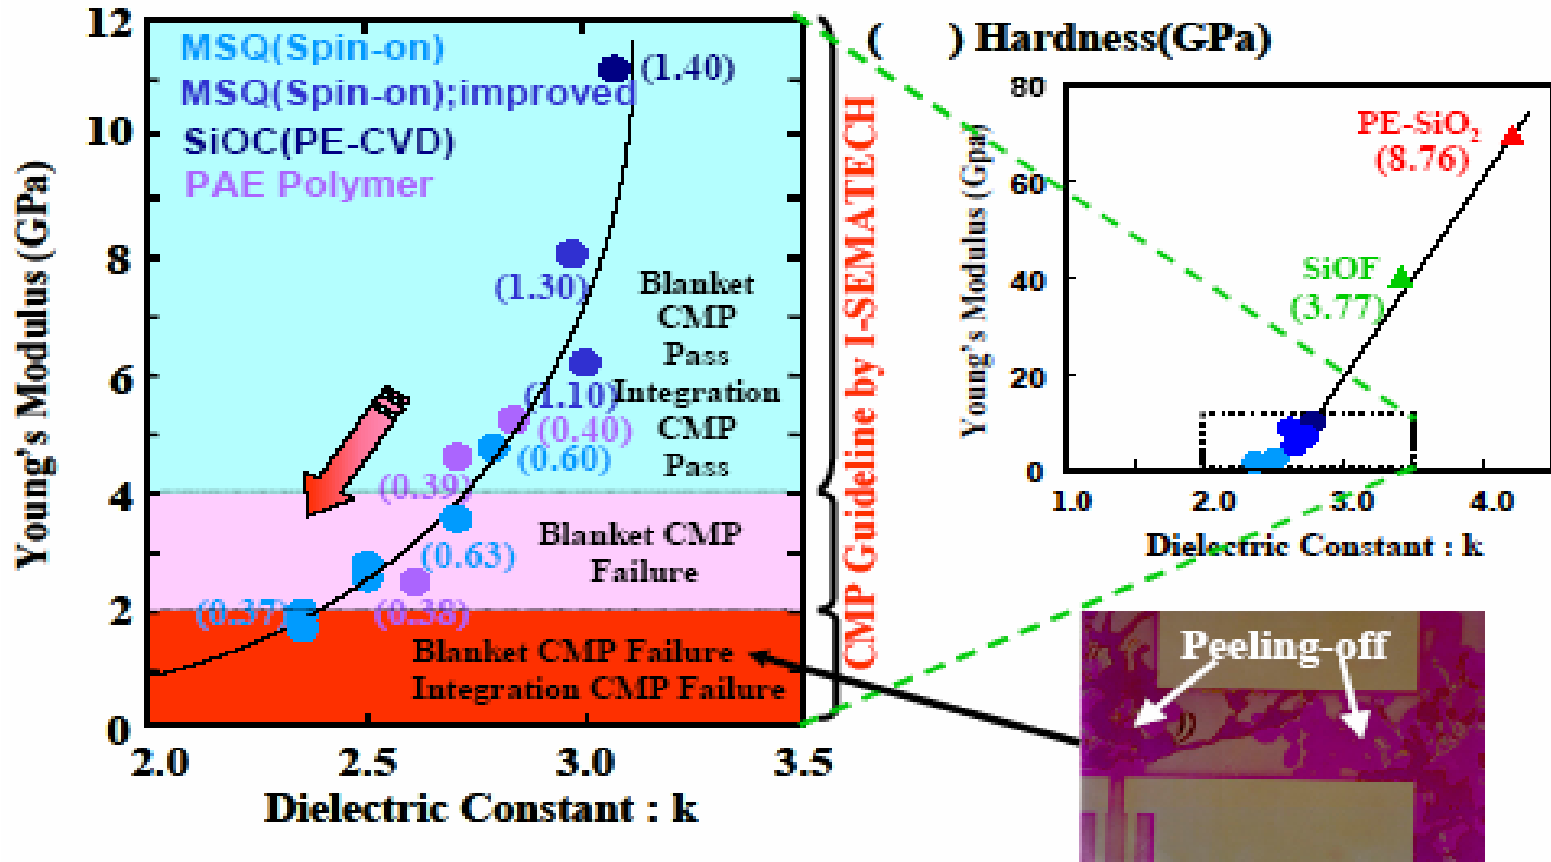 MSQ(Spin-on)
MSQ(Spin-on);improved
SiOC(PE-CVD)
PAE Polymer
12
10
8
6
4
2
0
Young's Modulus (GPa)
2.0
2.5
3.0
3.5
Dielectric Constant : k
(1.40)
(1.30)
(1.10)
(0.40)
(0.60)
(0.39)
(0.63)
(0.38)
(0.37)
Blanket
CMP
Pass
Integration
CMP
Pass
Blanket CMP
Failure
Blanket CMP Failure
Integration CMP Failure
CMP Guideline by I-SEMATECH
( ) Hardness(GPa)
80
60
40
20
0
Young's Modulus (Gpa)
PE-SiO₂
(8.76)
SiOF
(3.77)
1.0
2.0
3.0
4.0
Dielectric Constant : k
Peeling-off